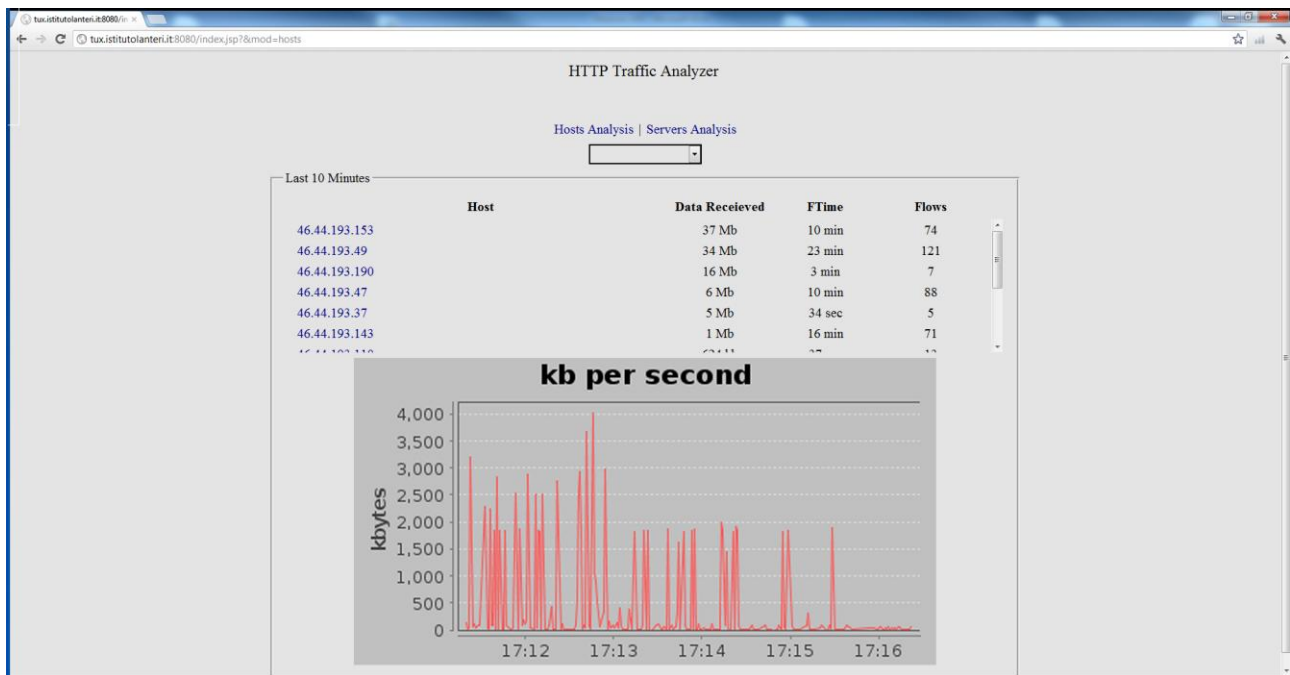 tux.istitutolanteri.it:8080/in
tux.istitutolanteri.it:8080/index.jsp?&mod=hosts
HTTP Traffic Analyzer
Hosts Analysis | Servers Analysis
Last 10 Minutes
Host Data Receieved FTime Flows
46.44.193.153 37 Mb 10 min 74
46.44.193.49 34 Mb 23 min 121
46.44.193.190 16 Mb 3 min 7
46.44.193.47 6 Mb 10 min 88
46.44.193.37 5 Mb 34 sec 5
46.44.193.143 1 Mb 16 min 71
kb per second
kbytes
4,000
3,500
3,000
2,500
2,000
1,500
1,000
500
0
17:12 17:13 17:14 17:15 17:16